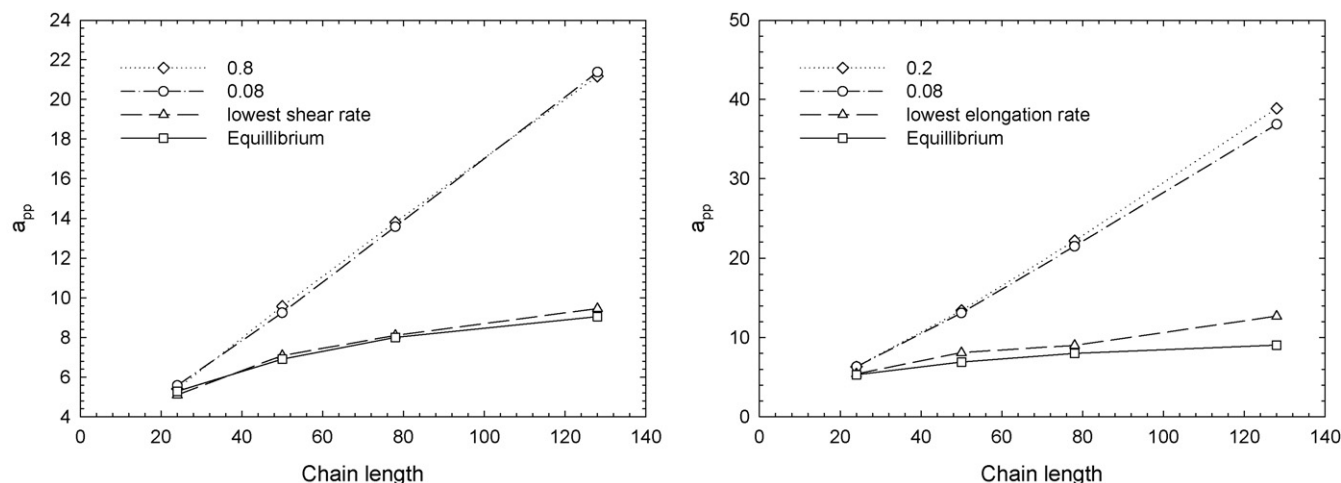 24
22
20
18
16
14
12
10
8
6
4
a_pp
0.8
0.08
lowest shear rate
Equillibrium
0 20 40 60 80 100 120 140
Chain length
50
40
30
20
10
0
a_pp
0.2
0.08
lowest elongation rate
Equillibrium
0 20 40 60 80 100 120 140
Chain length